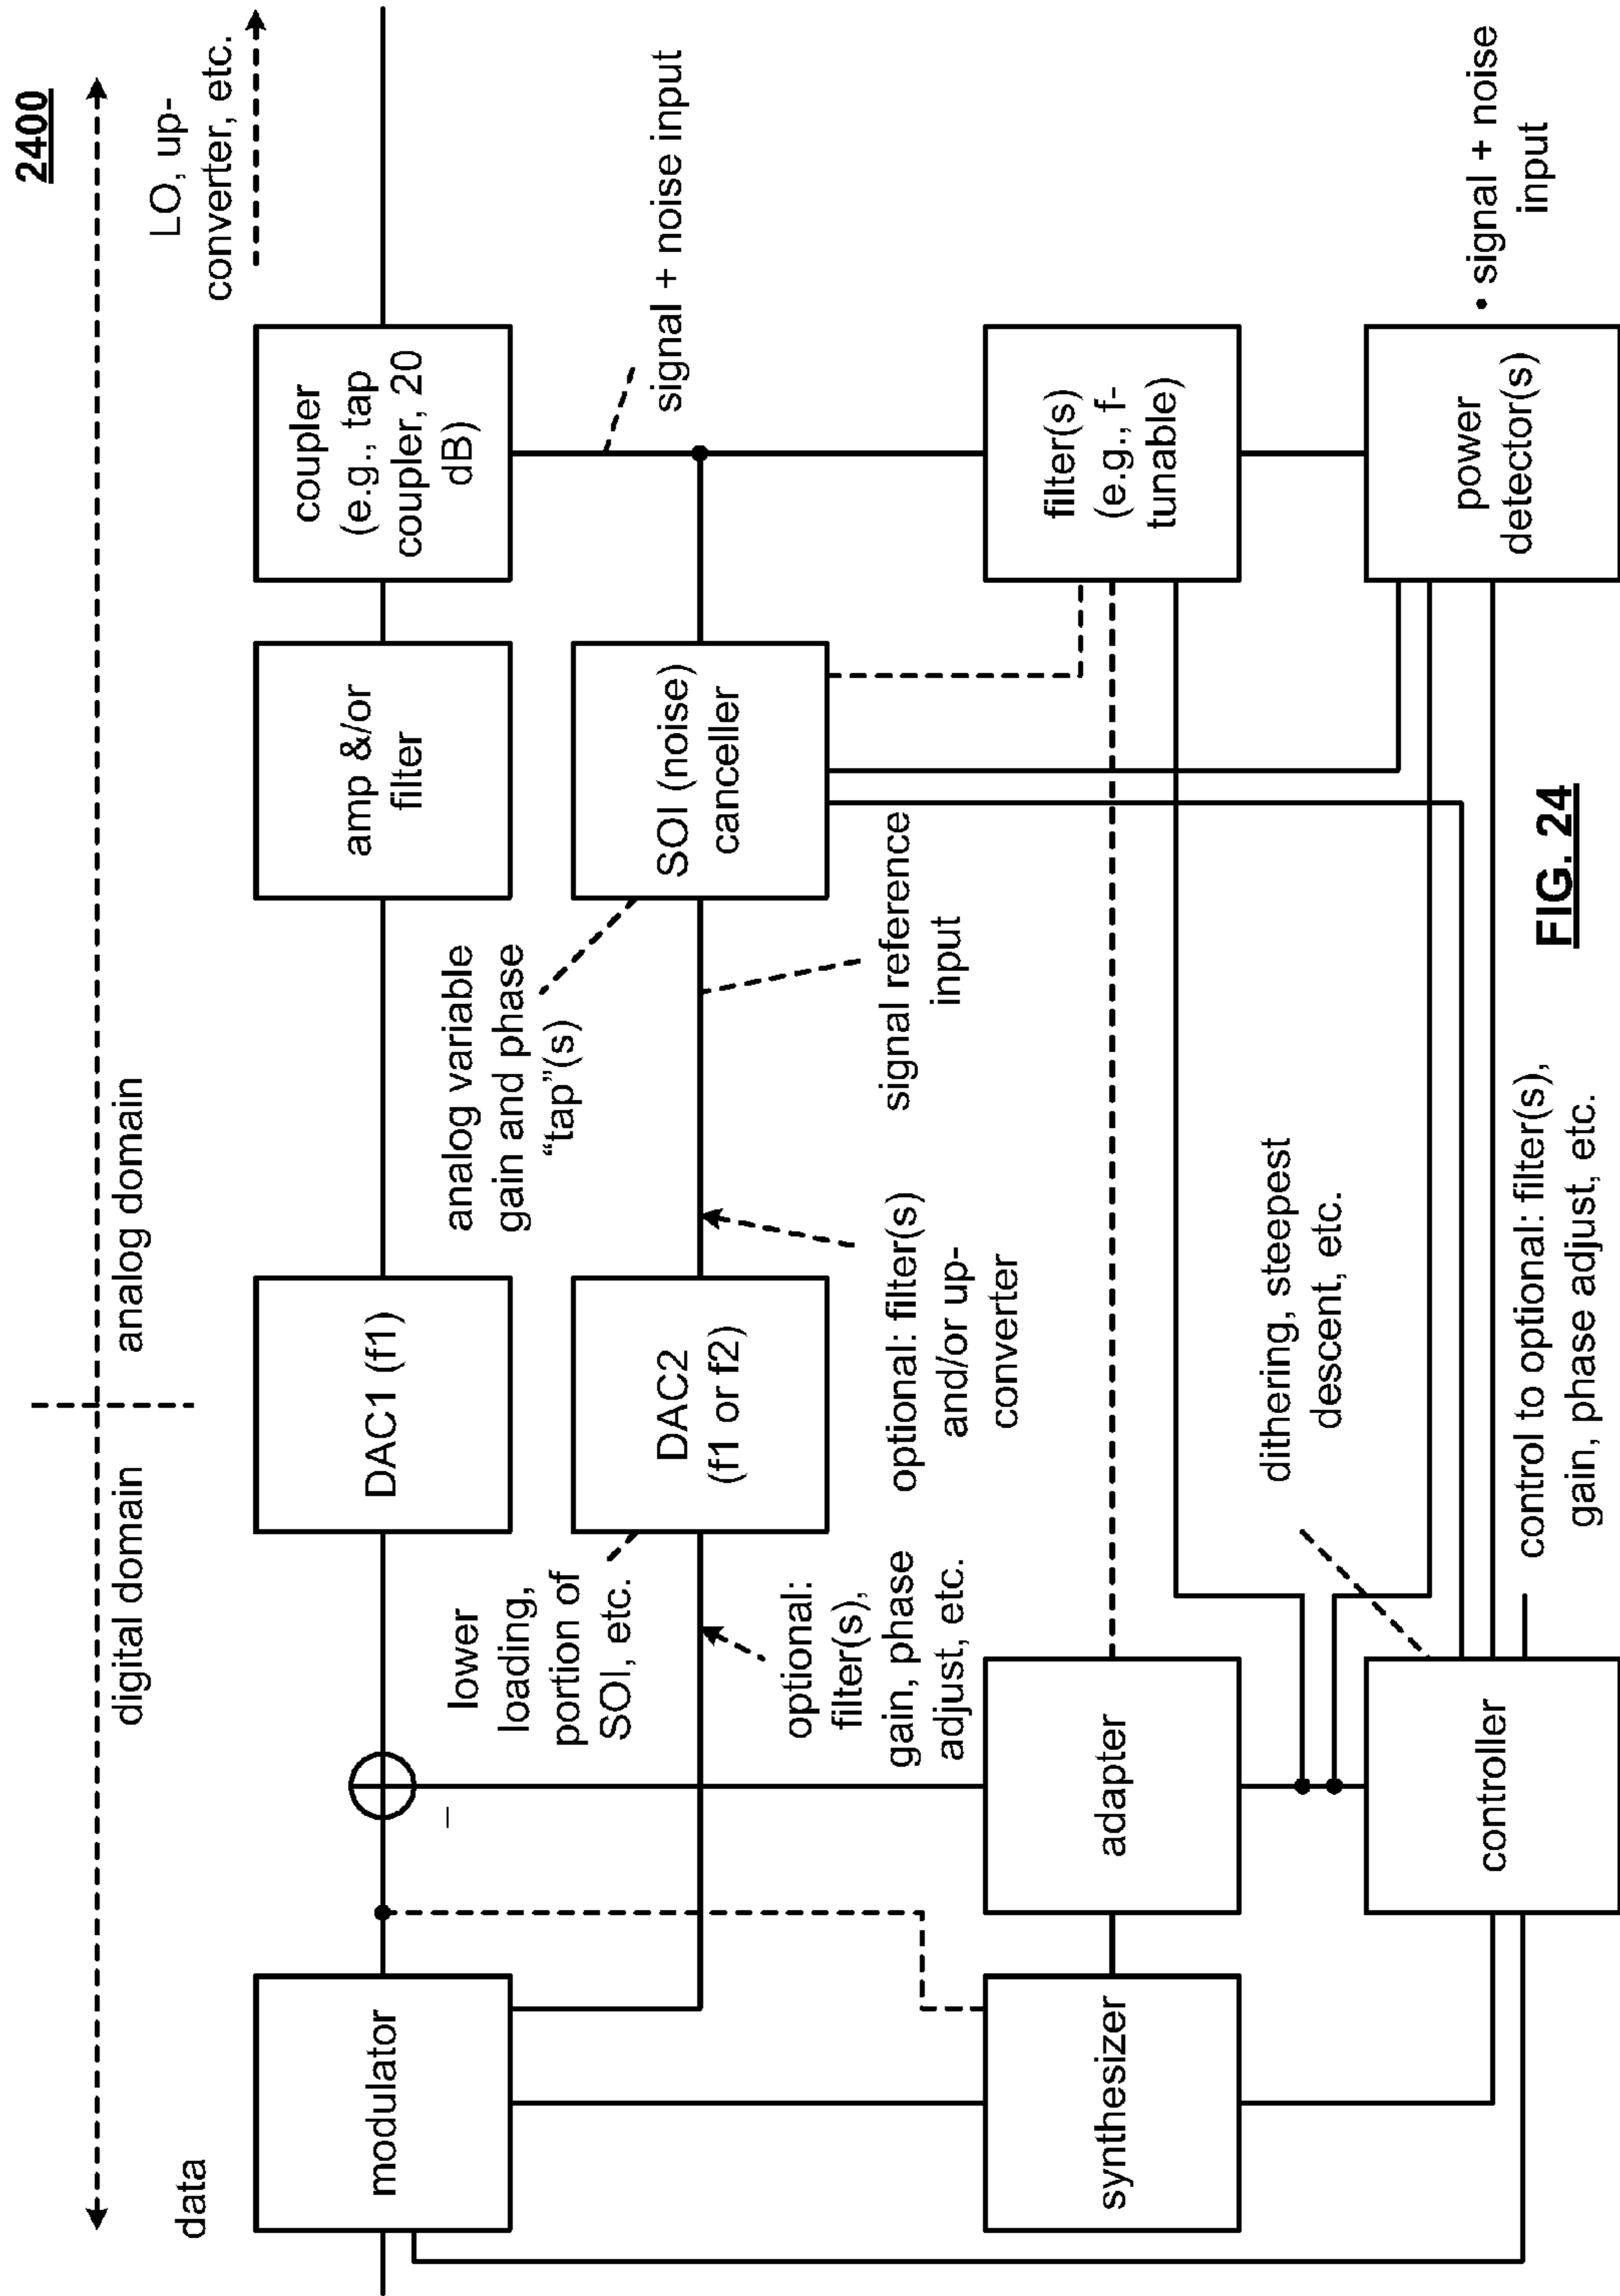 2400
digital domain
analog domain
data
LO, up-
converter, etc.
modulator
–
DAC1 (f1)
amp &/or
filter
coupler
(e.g., tap
coupler, 20
dB)
lower
loading,
portion of
SOI, etc.
DAC2
(f1 or f2)
analog variable
gain and phase
“tap”(s)
SOI (noise)
canceller
signal + noise input
optional:
filter(s),
gain, phase
adjust, etc.
optional: filter(s)
and/or up-
converter
signal reference
input
synthesizer
adapter
filter(s)
(e.g., f-
tunable)
dithering, steepest
descent, etc.
controller
control to optional: filter(s),
gain, phase adjust, etc.
power
detector(s)
• signal + noise
input
FIG. 24